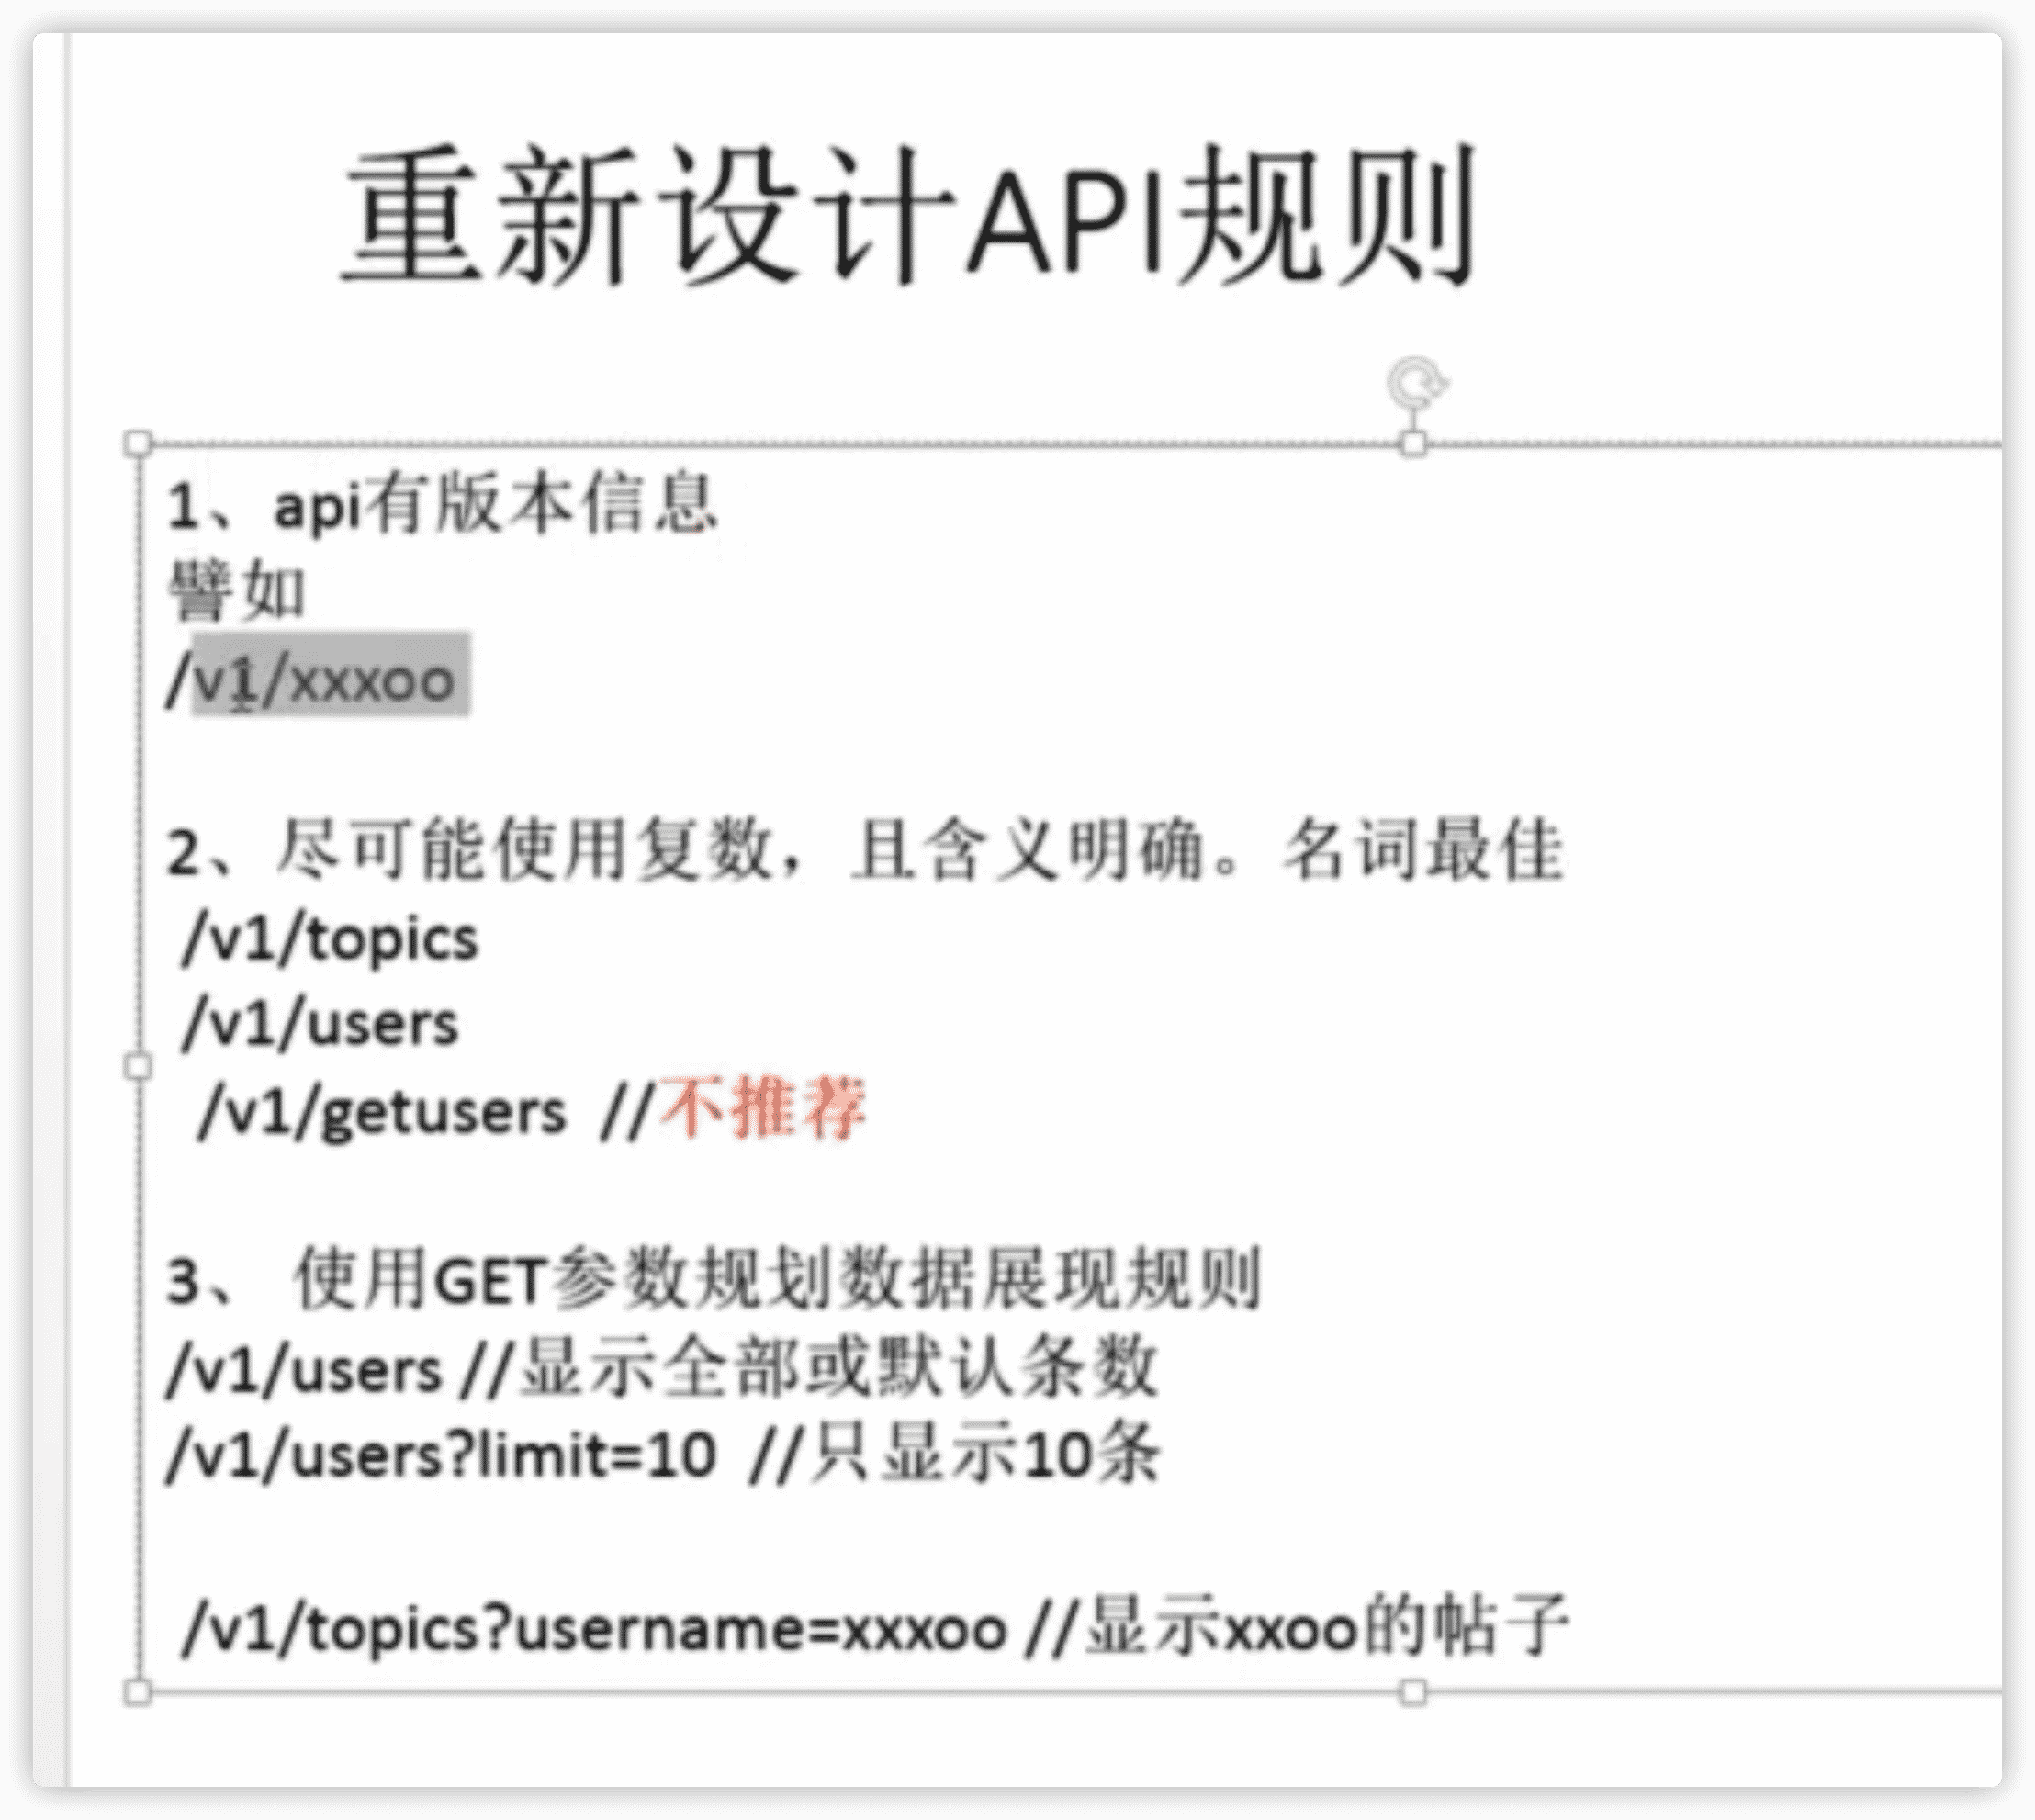 重新设计API规则
1、api有版本信息
譬如
/v1/xxxoo
2、尽可能使用复数，且含义明确。名词最佳
/v1/topics
/v1/users
/v1/getusers //不推荐
3、 使用GET参数规划数据展现规则
/v1/users //显示全部或默认条数
/v1/users?limit=10 //只显示10条
/v1/topics?username=xxxoo //显示xxoo的帖子